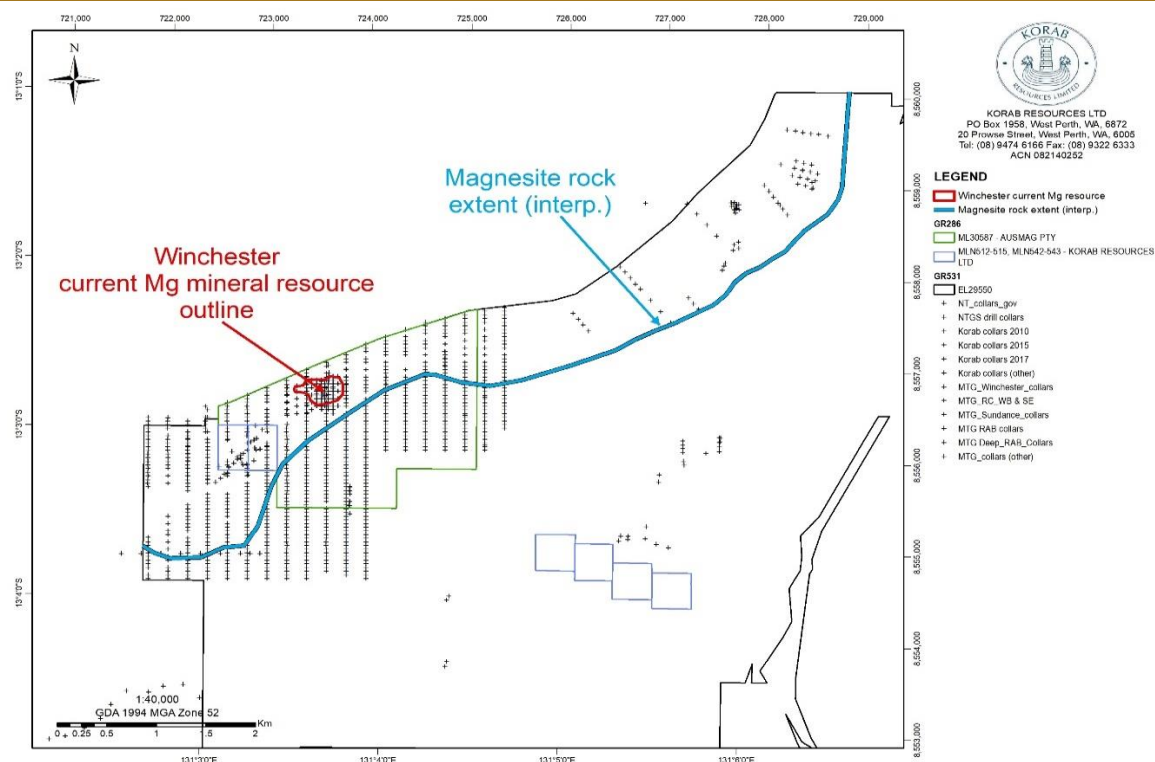 721,000 722,000 723,000 724,000 725,000 726,000 727,000 728,000 729,000
N
13°1'0"S
13°2'0"S
13°3'0"S
13°4'0"S
Magnesite rock
extent (interp.)
Winchester
current Mg mineral resource
outline
8,560,000
8,559,000
8,558,000
8,557,000
8,556,000
8,555,000
8,554,000
8,553,000
1:40,000
GDA 1994 MGA Zone 52
0 0.25 0.5 1 1.5 2 Km
131°3'0"E 131°4'0"E 131°5'0"E 131°6'0"E
KORAB
RESOURCES LIMITED
KORAB RESOURCES LTD
PO Box 1958, West Perth, WA, 6872
20 Prowse Street, West Perth, WA, 6005
Tel: (08) 9474 6166 Fax: (08) 9322 6333
ACN 082140252
LEGEND
Winchester current Mg resource
Magnesite rock extent (interp.)
GR286
ML30587 - AUSMAG PTY
MLN512-515, MLN542-543 - KORAB RESOURCES
LTD
GR531
EL29550
NT_collars_gov
NTGS drill collars
Korab collars 2010
Korab collars 2015
Korab collars 2017
Korab collars (other)
MTG_Winchester_collars
MTG_RC_WB & SE
MTG_Sundance_collars
MTG RAB collars
MTG Deep_RAB_Collars
MTG_collars (other)